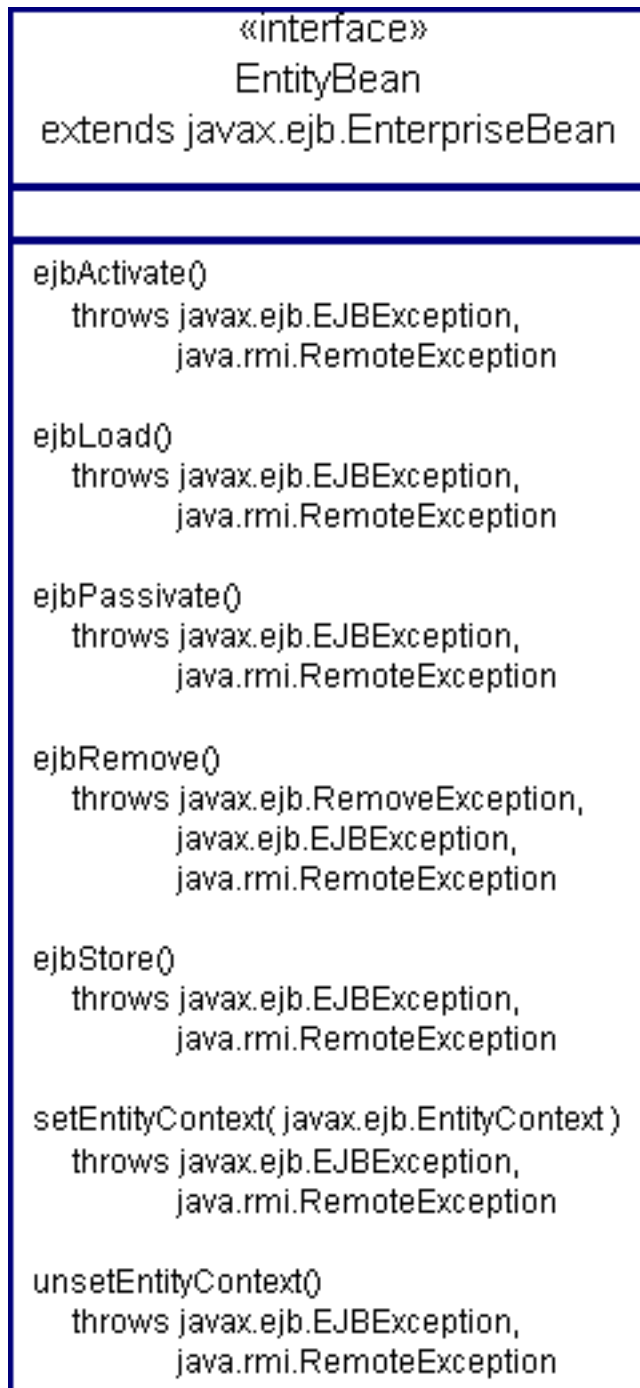 «interface»
EntityBean
extends javax.ejb.EnterpriseBean
ejbActivate()
throws javax.ejb.EJBException,
java.rmi.RemoteException
ejbLoad()
throws javax.ejb.EJBException,
java.rmi.RemoteException
ejbPassivate()
throws javax.ejb.EJBException,
java.rmi.RemoteException
ejbRemove()
throws javax.ejb.RemoveException,
javax.ejb.EJBException,
java.rmi.RemoteException
ejbStore()
throws javax.ejb.EJBException,
java.rmi.RemoteException
setEntityContext( javax.ejb.EntityContext )
throws javax.ejb.EJBException,
java.rmi.RemoteException
unsetEntityContext()
throws javax.ejb.EJBException,
java.rmi.RemoteException